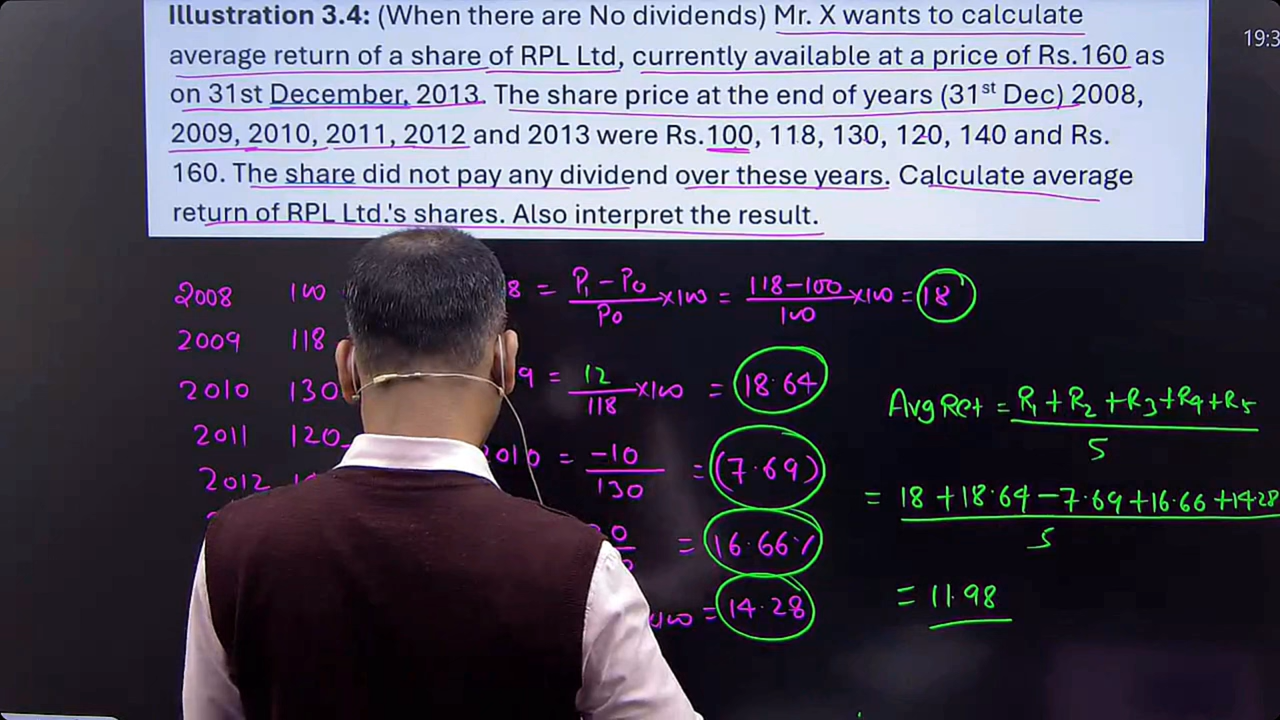 Illustration 3.4: (When there are No dividends) Mr. X wants to calculate
average return of a share of RPL Ltd, currently available at a price of Rs.160 as
on 31st December, 2013. The share price at the end of years (31st Dec) 2008,
2009, 2010, 2011, 2012 and 2013 were Rs.100, 118, 130, 120, 140 and Rs.
160. The share did not pay any dividend over these years. Calculate average
return of RPL Ltd.'s shares. Also interpret the result.
19:3
2008 100
2009 118
2010 130
2011 120
2012
8 = P1 - P0 / P0 x100 = 118-100 / 100 x100 = 18
9 = 12 / 118 x100 = 18.64
2010 = -10 / 130 = (7.69)
= 16.66%
x100 = 14.28
Avg Ret = R1 + R2 + R3 + R4 + R5 / 5
= 18 + 18.64 - 7.69 + 16.66 + 14.28 / 5
= 11.98